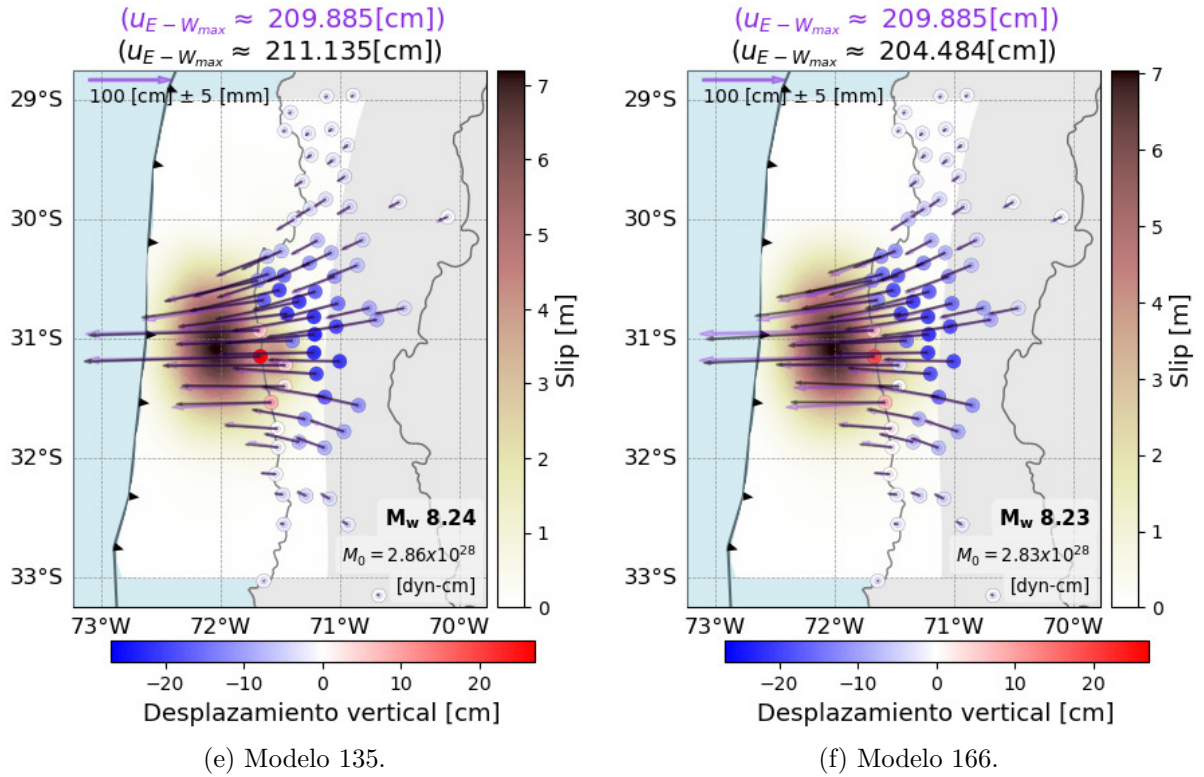 (u_{E−W_{max}} ≈ 209.885[cm])
(u_{E−W_{max}} ≈ 211.135[cm])
100 [cm] ± 5 [mm]
29°S
30°S
31°S
32°S
33°S
73°W 72°W 71°W 70°W
M_w 8.24
M_0 = 2.86x10^{28}
[dyn-cm]
7
6
5
4
3
2
1
0
Slip [m]
−20 −10 0 10 20
Desplazamiento vertical [cm]
(e) Modelo 135.
(u_{E−W_{max}} ≈ 209.885[cm])
(u_{E−W_{max}} ≈ 204.484[cm])
100 [cm] ± 5 [mm]
29°S
30°S
31°S
32°S
33°S
73°W 72°W 71°W 70°W
M_w 8.23
M_0 = 2.83x10^{28}
[dyn-cm]
7
6
5
4
3
2
1
0
Slip [m]
−20 −10 0 10 20
Desplazamiento vertical [cm]
(f) Modelo 166.